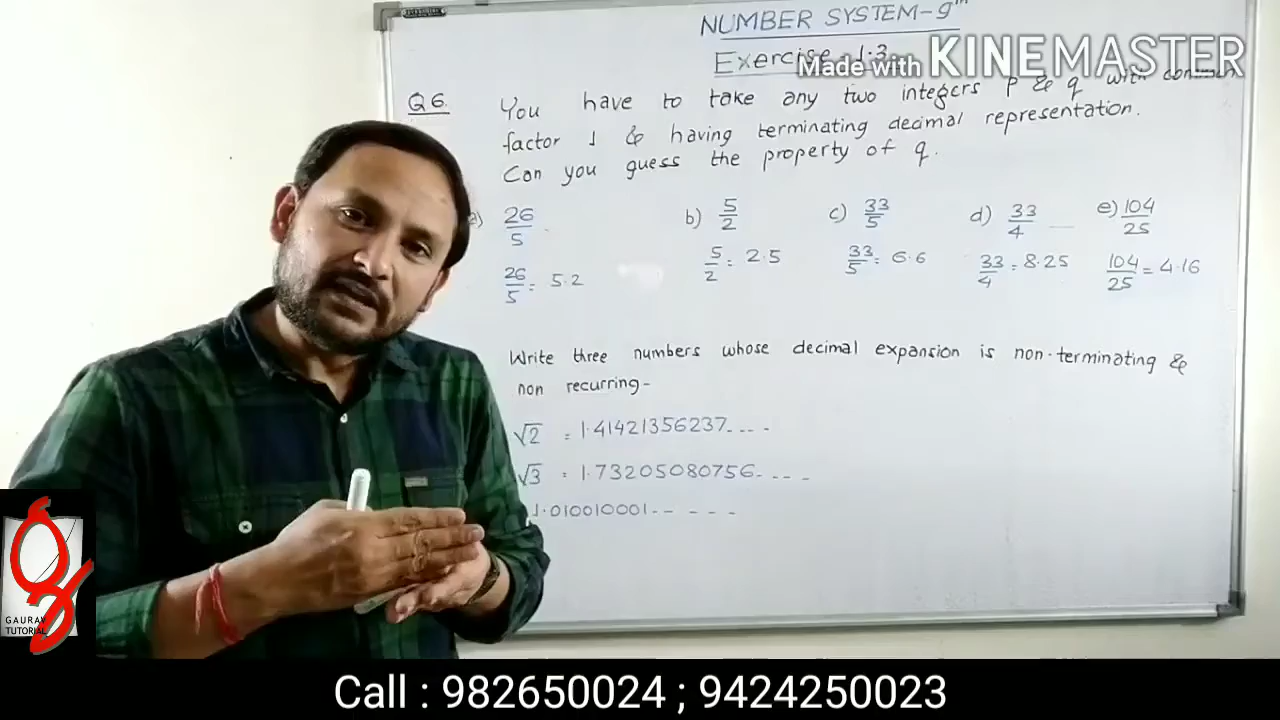 NUMBER SYSTEM - 9th
Exercise - 1.3
Made with KINEMASTER
Q 6. You have to take any two integers P & q with common
factor 1 & having terminating decimal representation.
Can you guess the property of q.
26/5 b) 5/2 c) 33/5 d) 33/4 e) 104/25
26/5 = 5.2 5/2 = 2.5 33/5 = 6.6 33/4 = 8.25 104/25 = 4.16
Write three numbers whose decimal expansion is non-terminating &
non recurring -
√2 = 1.41421356237----
√3 = 1.73205080756----
1.010010001-----
GAURAV
TUTORIAL
Call : 982650024 ; 9424250023